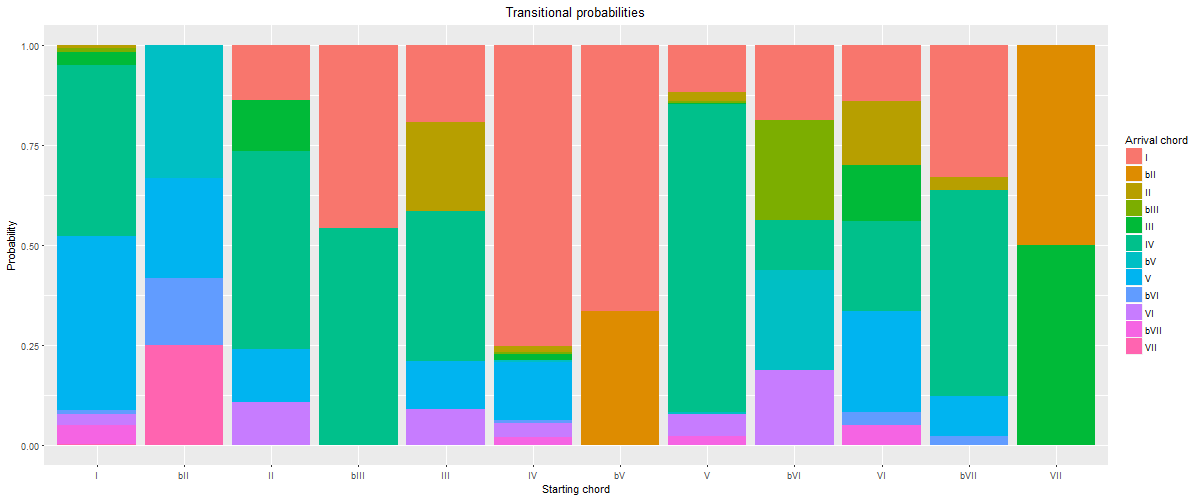 Transitional probabilities
Probability
1.00
0.75
0.50
0.25
0.00
I bII II bIII III IV bV V bVI VI bVII VII
Starting chord
Arrival chord
I
bII
II
bIII
III
IV
bV
V
bVI
VI
bVII
VII